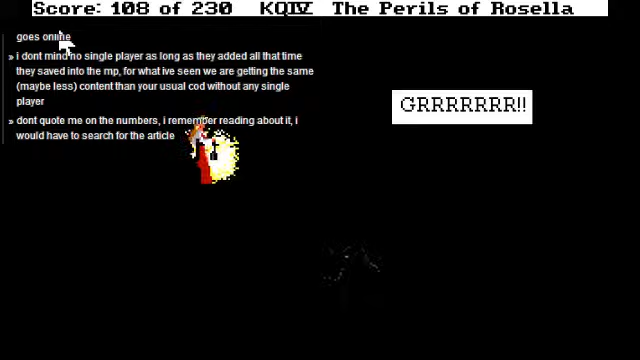 Score: 108 of 230 KQIV The Perils of Rosella
goes online
» i dont mind no single player as long as they added all that time
they saved into the mp, for what ive seen we are getting the same
(maybe less) content than your usual cod without any single
player
» dont quote me on the numbers, i remember reading about it, i
would have to search for the article
GRRRRRRR!!